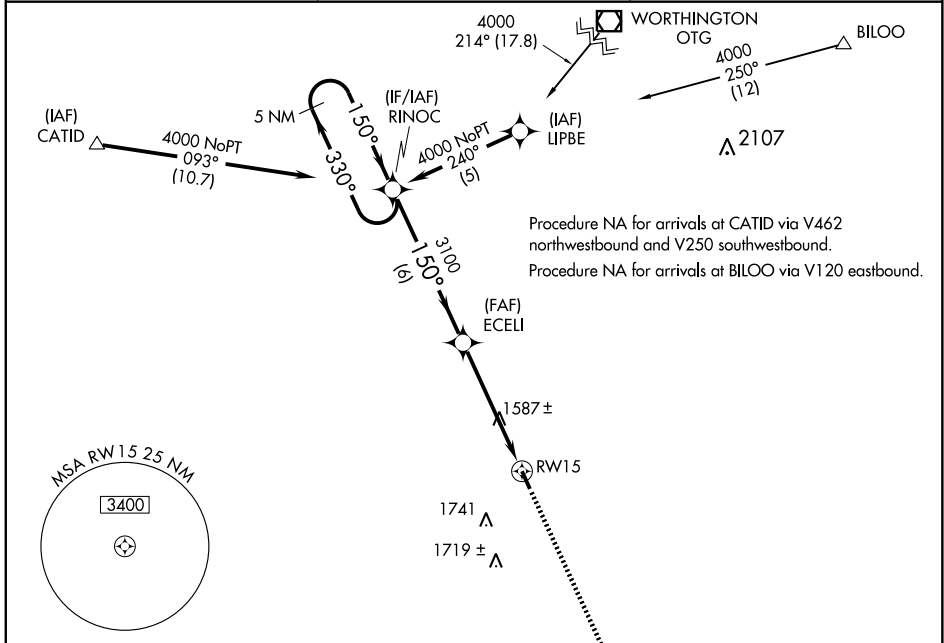 4000
214° (17.8)
WORTHINGTON
OTG
BILOO
4000
250°
(12)
(IAF)
CATID
4000 NoPT
093°
(10.7)
5 NM
150°
330°
(IF/IAF)
RINOC
4000 NoPT
240°
(5)
(IAF)
LIPBE
2107
Procedure NA for arrivals at CATID via V462
northwestbound and V250 southwestbound.
Procedure NA for arrivals at BILOO via V120 eastbound.
3100
150°
(6)
(FAF)
ECELI
1587 ±
RW15
MSA RW15 25 NM
3400
1741
1719 ±